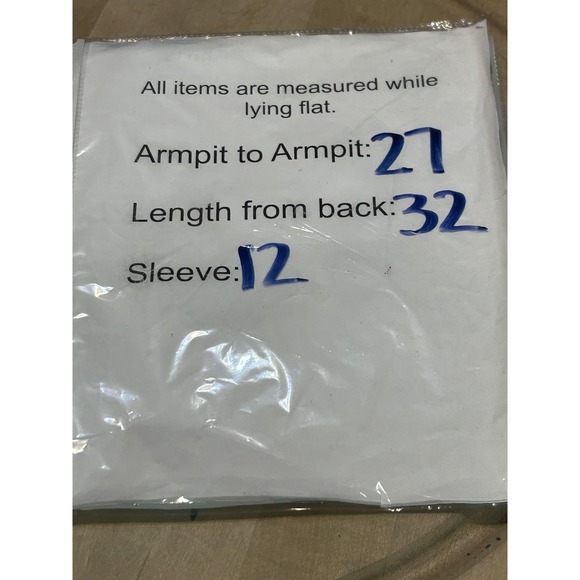 All items are measured while
lying flat.
Armpit to Armpit: 27
Length from back: 32
Sleeve: 12